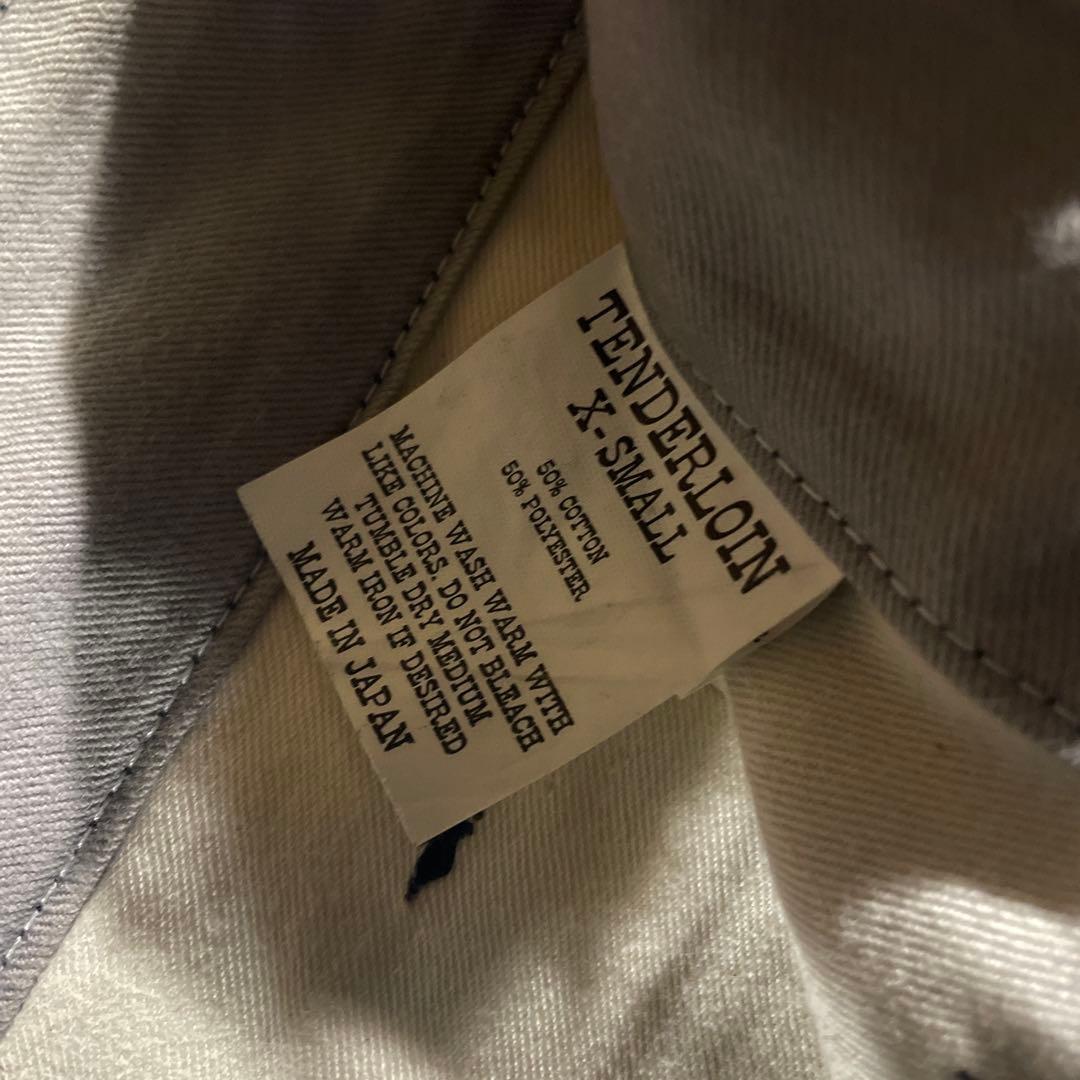 TENDERLOIN
X-SMALL
50% COTTON
50% POLYESTER
MACHINE WASH WARM WITH
LIKE COLORS. DO NOT BLEACH
TUMBLE DRY MEDIUM
WARM IRON IF DESIRED
MADE IN JAPAN